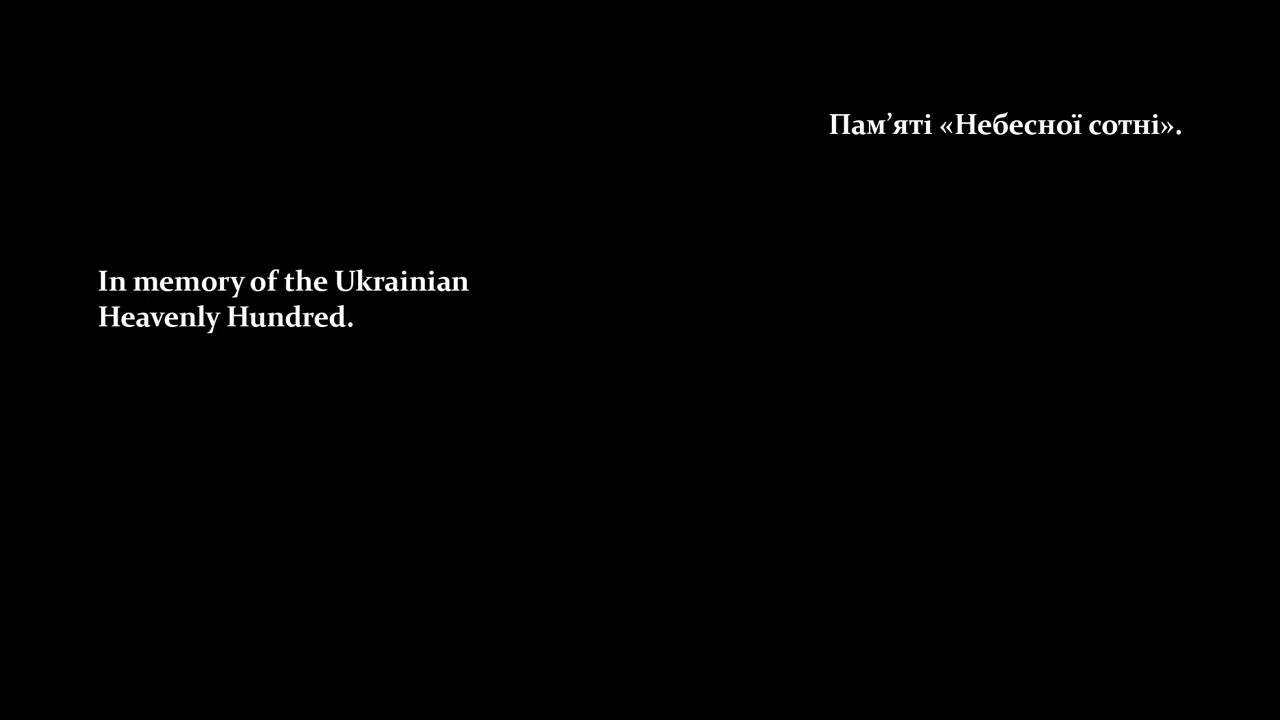 Пам’яті «Небесної сотні».
In memory of the Ukrainian
Heavenly Hundred.